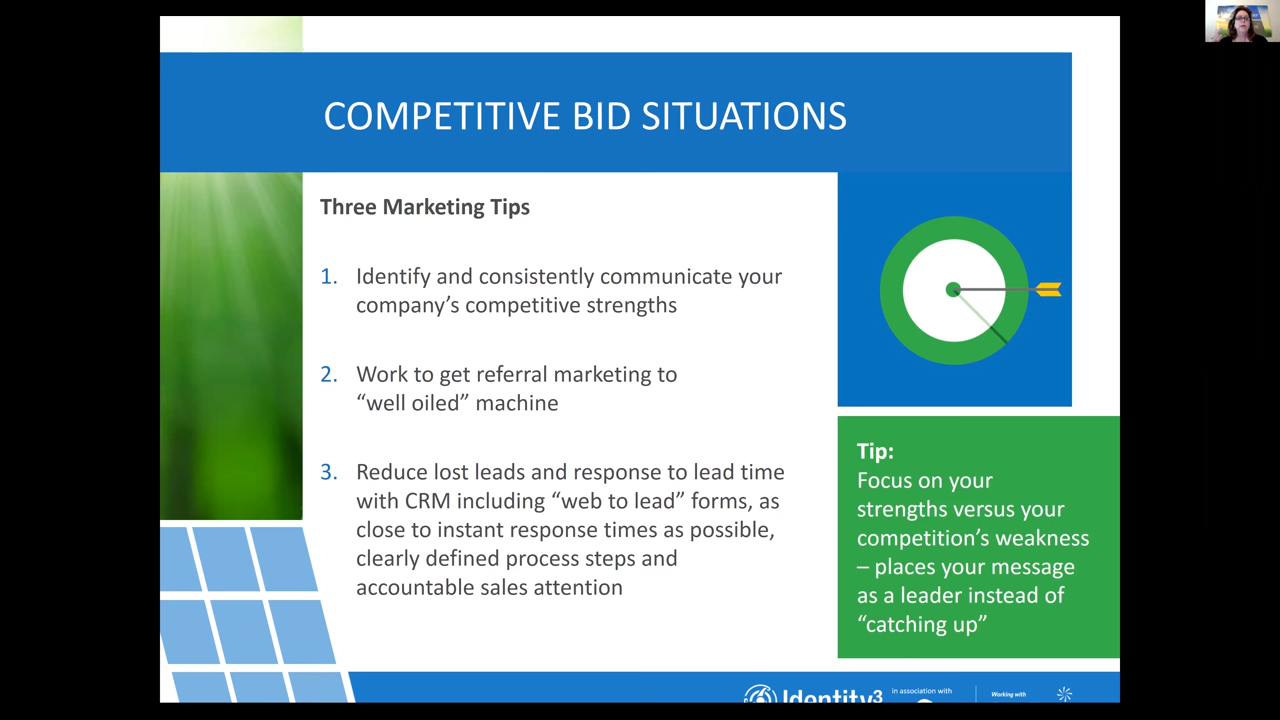 COMPETITIVE BID SITUATIONS
Three Marketing Tips
1. Identify and consistently communicate your
company’s competitive strengths
2. Work to get referral marketing to
“well oiled” machine
3. Reduce lost leads and response to lead time
with CRM including “web to lead” forms, as
close to instant response times as possible,
clearly defined process steps and
accountable sales attention
Tip:
Focus on your
strengths versus your
competition’s weakness
– places your message
as a leader instead of
“catching up”
Identity3
in association with
Working with